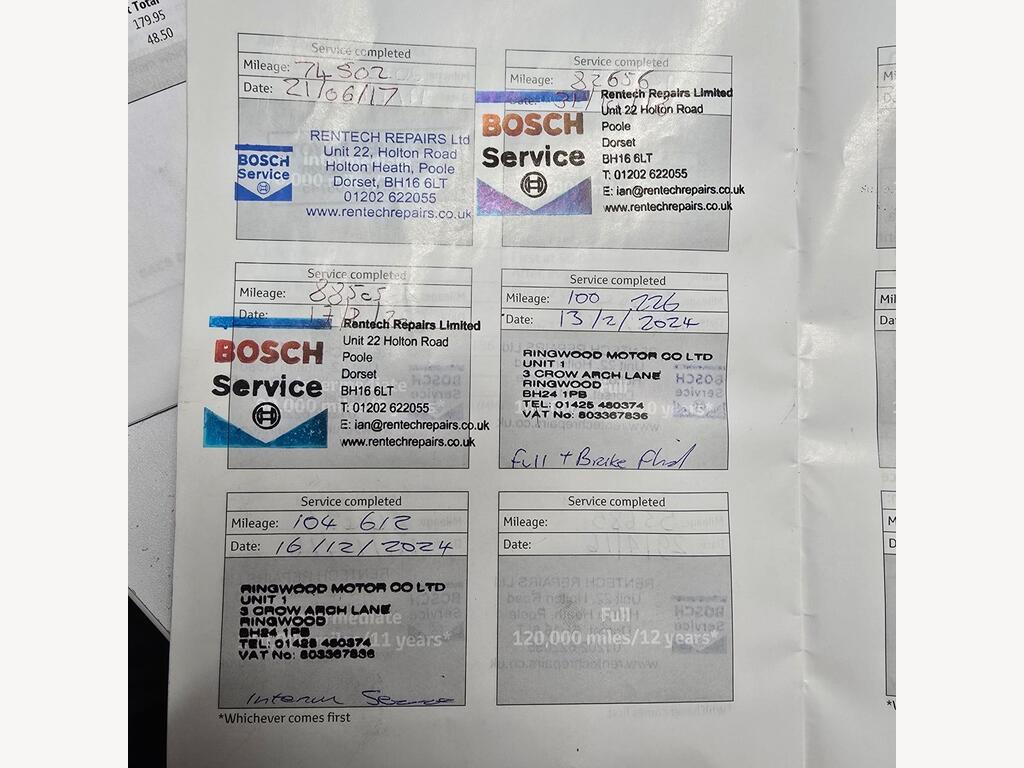 t Total
179.95
48.50
Service completed
Mileage: 74502
Date: 21/06/17
BOSCH
Service
RENTECH REPAIRS Ltd
Unit 22, Holton Road
Holton Heath, Poole
Dorset, BH16 6LT
01202 622055
www.rentechrepairs.co.uk
Service completed
Mileage: 82656
Date:
BOSCH
Service
Rentech Repairs Limited
Unit 22 Holton Road
Poole
Dorset
BH16 6LT
T: 01202 622055
E: ian@rentechrepairs.co.uk
www.rentechrepairs.co.uk
Service completed
Mileage: 88505
Date:
BOSCH
Service
Rentech Repairs Limited
Unit 22 Holton Road
Poole
Dorset
BH16 6LT
T: 01202 622055
E: ian@rentechrepairs.co.uk
www.rentechrepairs.co.uk
Service completed
Mileage: 100 226
Date: 13/2/2024
RINGWOOD MOTOR CO LTD
UNIT 1
3 CROW ARCH LANE
RINGWOOD
BH24 1PB
TEL: 01425 480374
VAT No: 803367836
Full + Brake Fluid
Service completed
Mileage: 104 612
Date: 16/12/2024
RINGWOOD MOTOR CO LTD
UNIT 1
3 CROW ARCH LANE
RINGWOOD
BH24 1PB
TEL: 01425 480374
VAT No: 803367836
Interim Service
Service completed
Mileage:
Date:
Full
120,000 miles/12 years*
*Whichever comes first